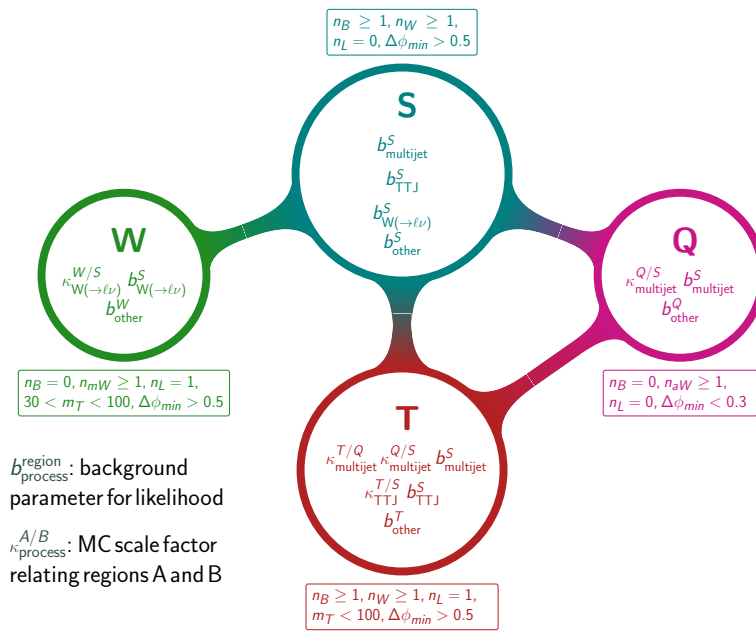 n_B ≥ 1, n_W ≥ 1,
n_L = 0, Δϕ_min > 0.5
S
b^S_multijet
b^S_TTJ
b^S_W(→ℓν)
b^S_other
W
κ^W/S_W(→ℓν) b^S_W(→ℓν)
b^W_other
Q
κ^Q/S_multijet b^S_multijet
b^Q_other
n_B = 0, n_mW ≥ 1, n_L = 1,
30 < m_T < 100, Δϕ_min > 0.5
n_B = 0, n_aW ≥ 1,
n_L = 0, Δϕ_min < 0.3
T
κ^T/Q_multijet κ^Q/S_multijet b^S_multijet
κ^T/S_TTJ b^S_TTJ
b^T_other
b^region_process: background
parameter for likelihood
κ^A/B_process: MC scale factor
relating regions A and B
n_B ≥ 1, n_W ≥ 1, n_L = 1,
m_T < 100, Δϕ_min > 0.5